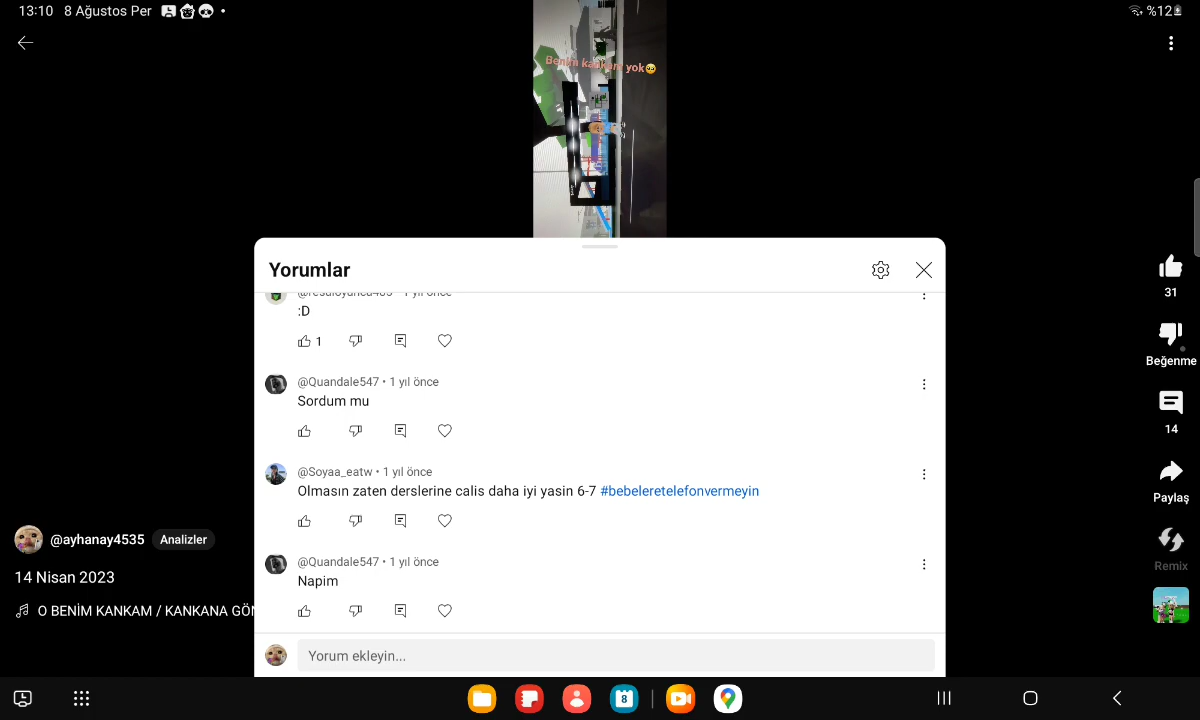 13:10 8 Ağustos Per
%12
Benim kankam yok🥺
Yorumlar
1 yıl önce
:D
1
@Quandale547 • 1 yıl önce
Sordum mu
@Soyaa_eatw • 1 yıl önce
Olmasın zaten derslerine calis daha iyi yasin 6-7 #bebeleretelefonvermeyin
@Quandale547 • 1 yıl önce
Napim
Yorum ekleyin...
31
Beğenme
14
Paylaş
Remix
@ayhanay4535 Analizler
14 Nisan 2023
O BENİM KANKAM / KANKANA GÖN
8